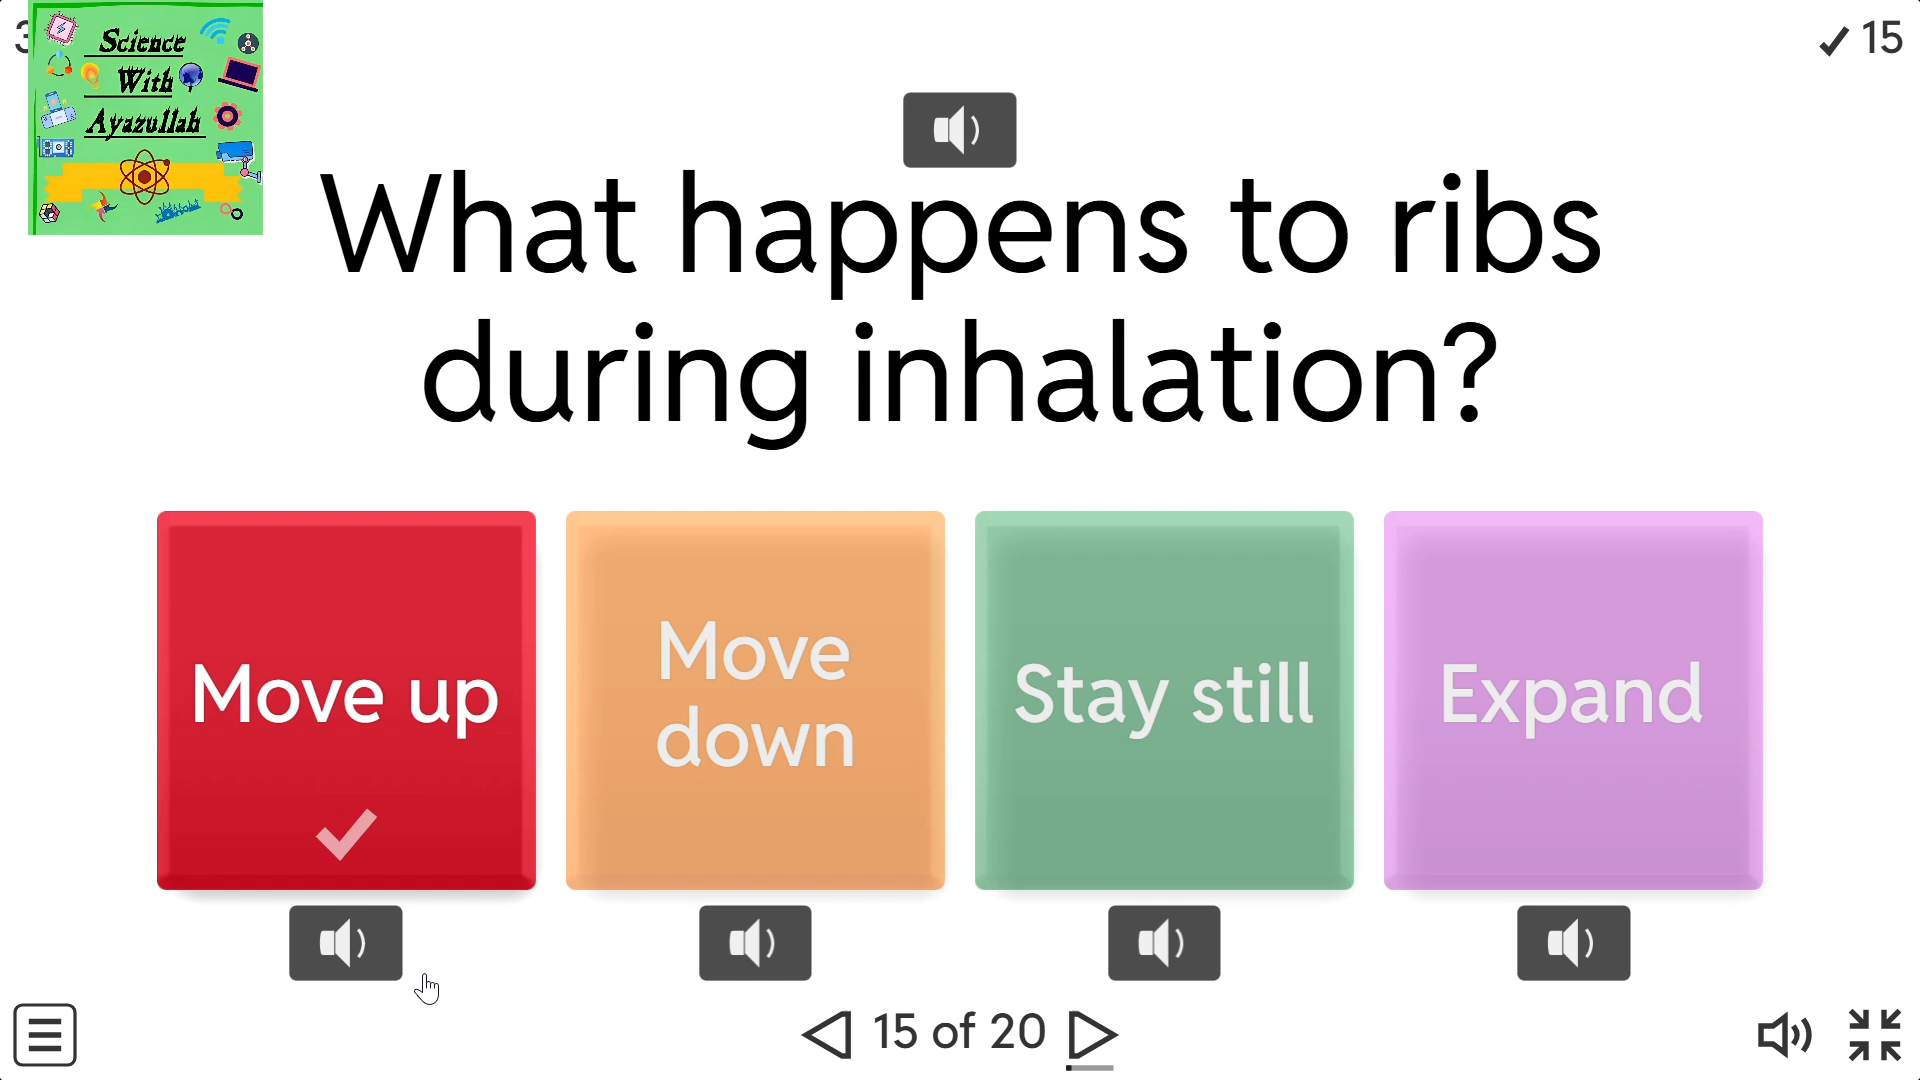 Science
With
Ayazullah
15
What happens to ribs
during inhalation?
Move up
Move
down
Stay still
Expand
15 of 20